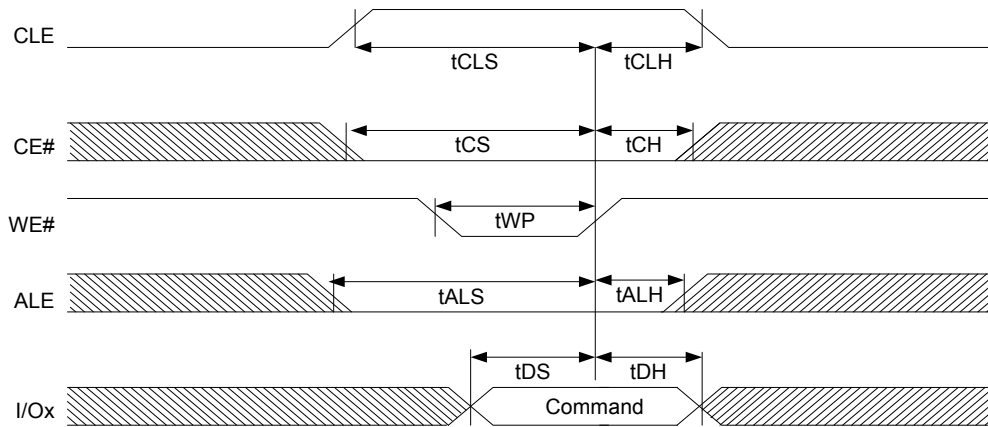 CLE
tCLS tCLH
CE#
tCS tCH
WE#
tWP
ALE
tALS tALH
tDS tDH
I/Ox Command